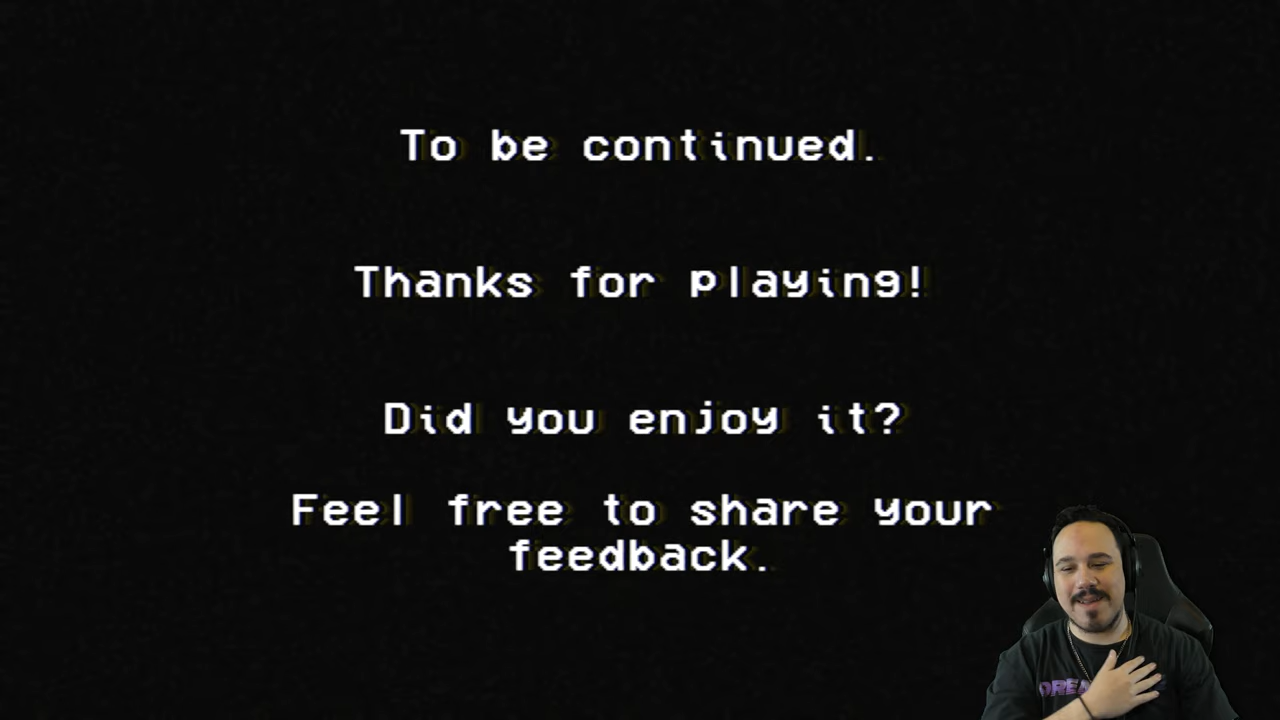 To be continued.
Thanks for playing!
Did you enjoy it?
Feel free to share your
feedback.